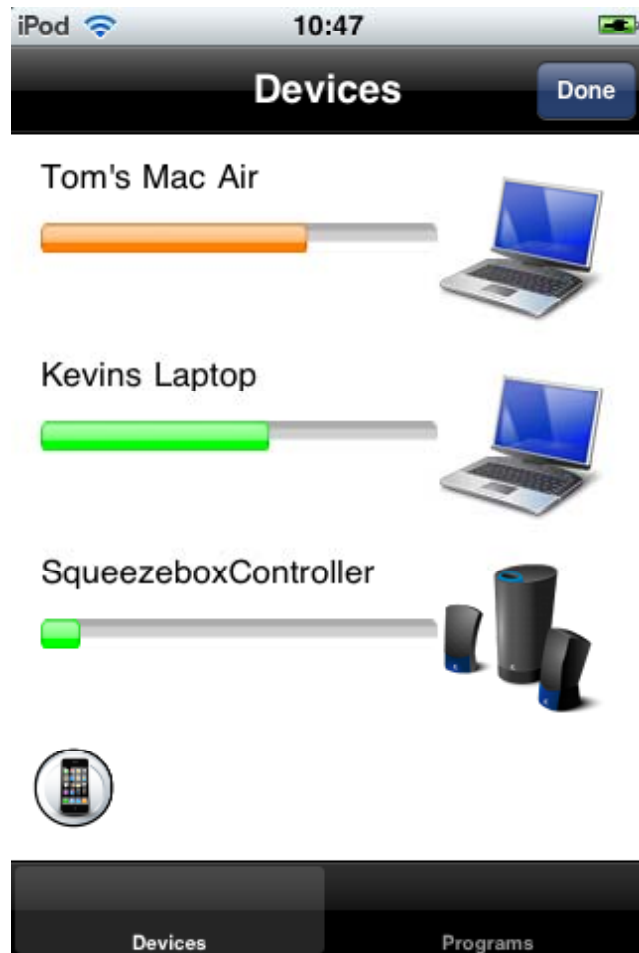 iPod 10:47
Devices Done
Tom's Mac Air
Kevins Laptop
SqueezeboxController
Devices Programs